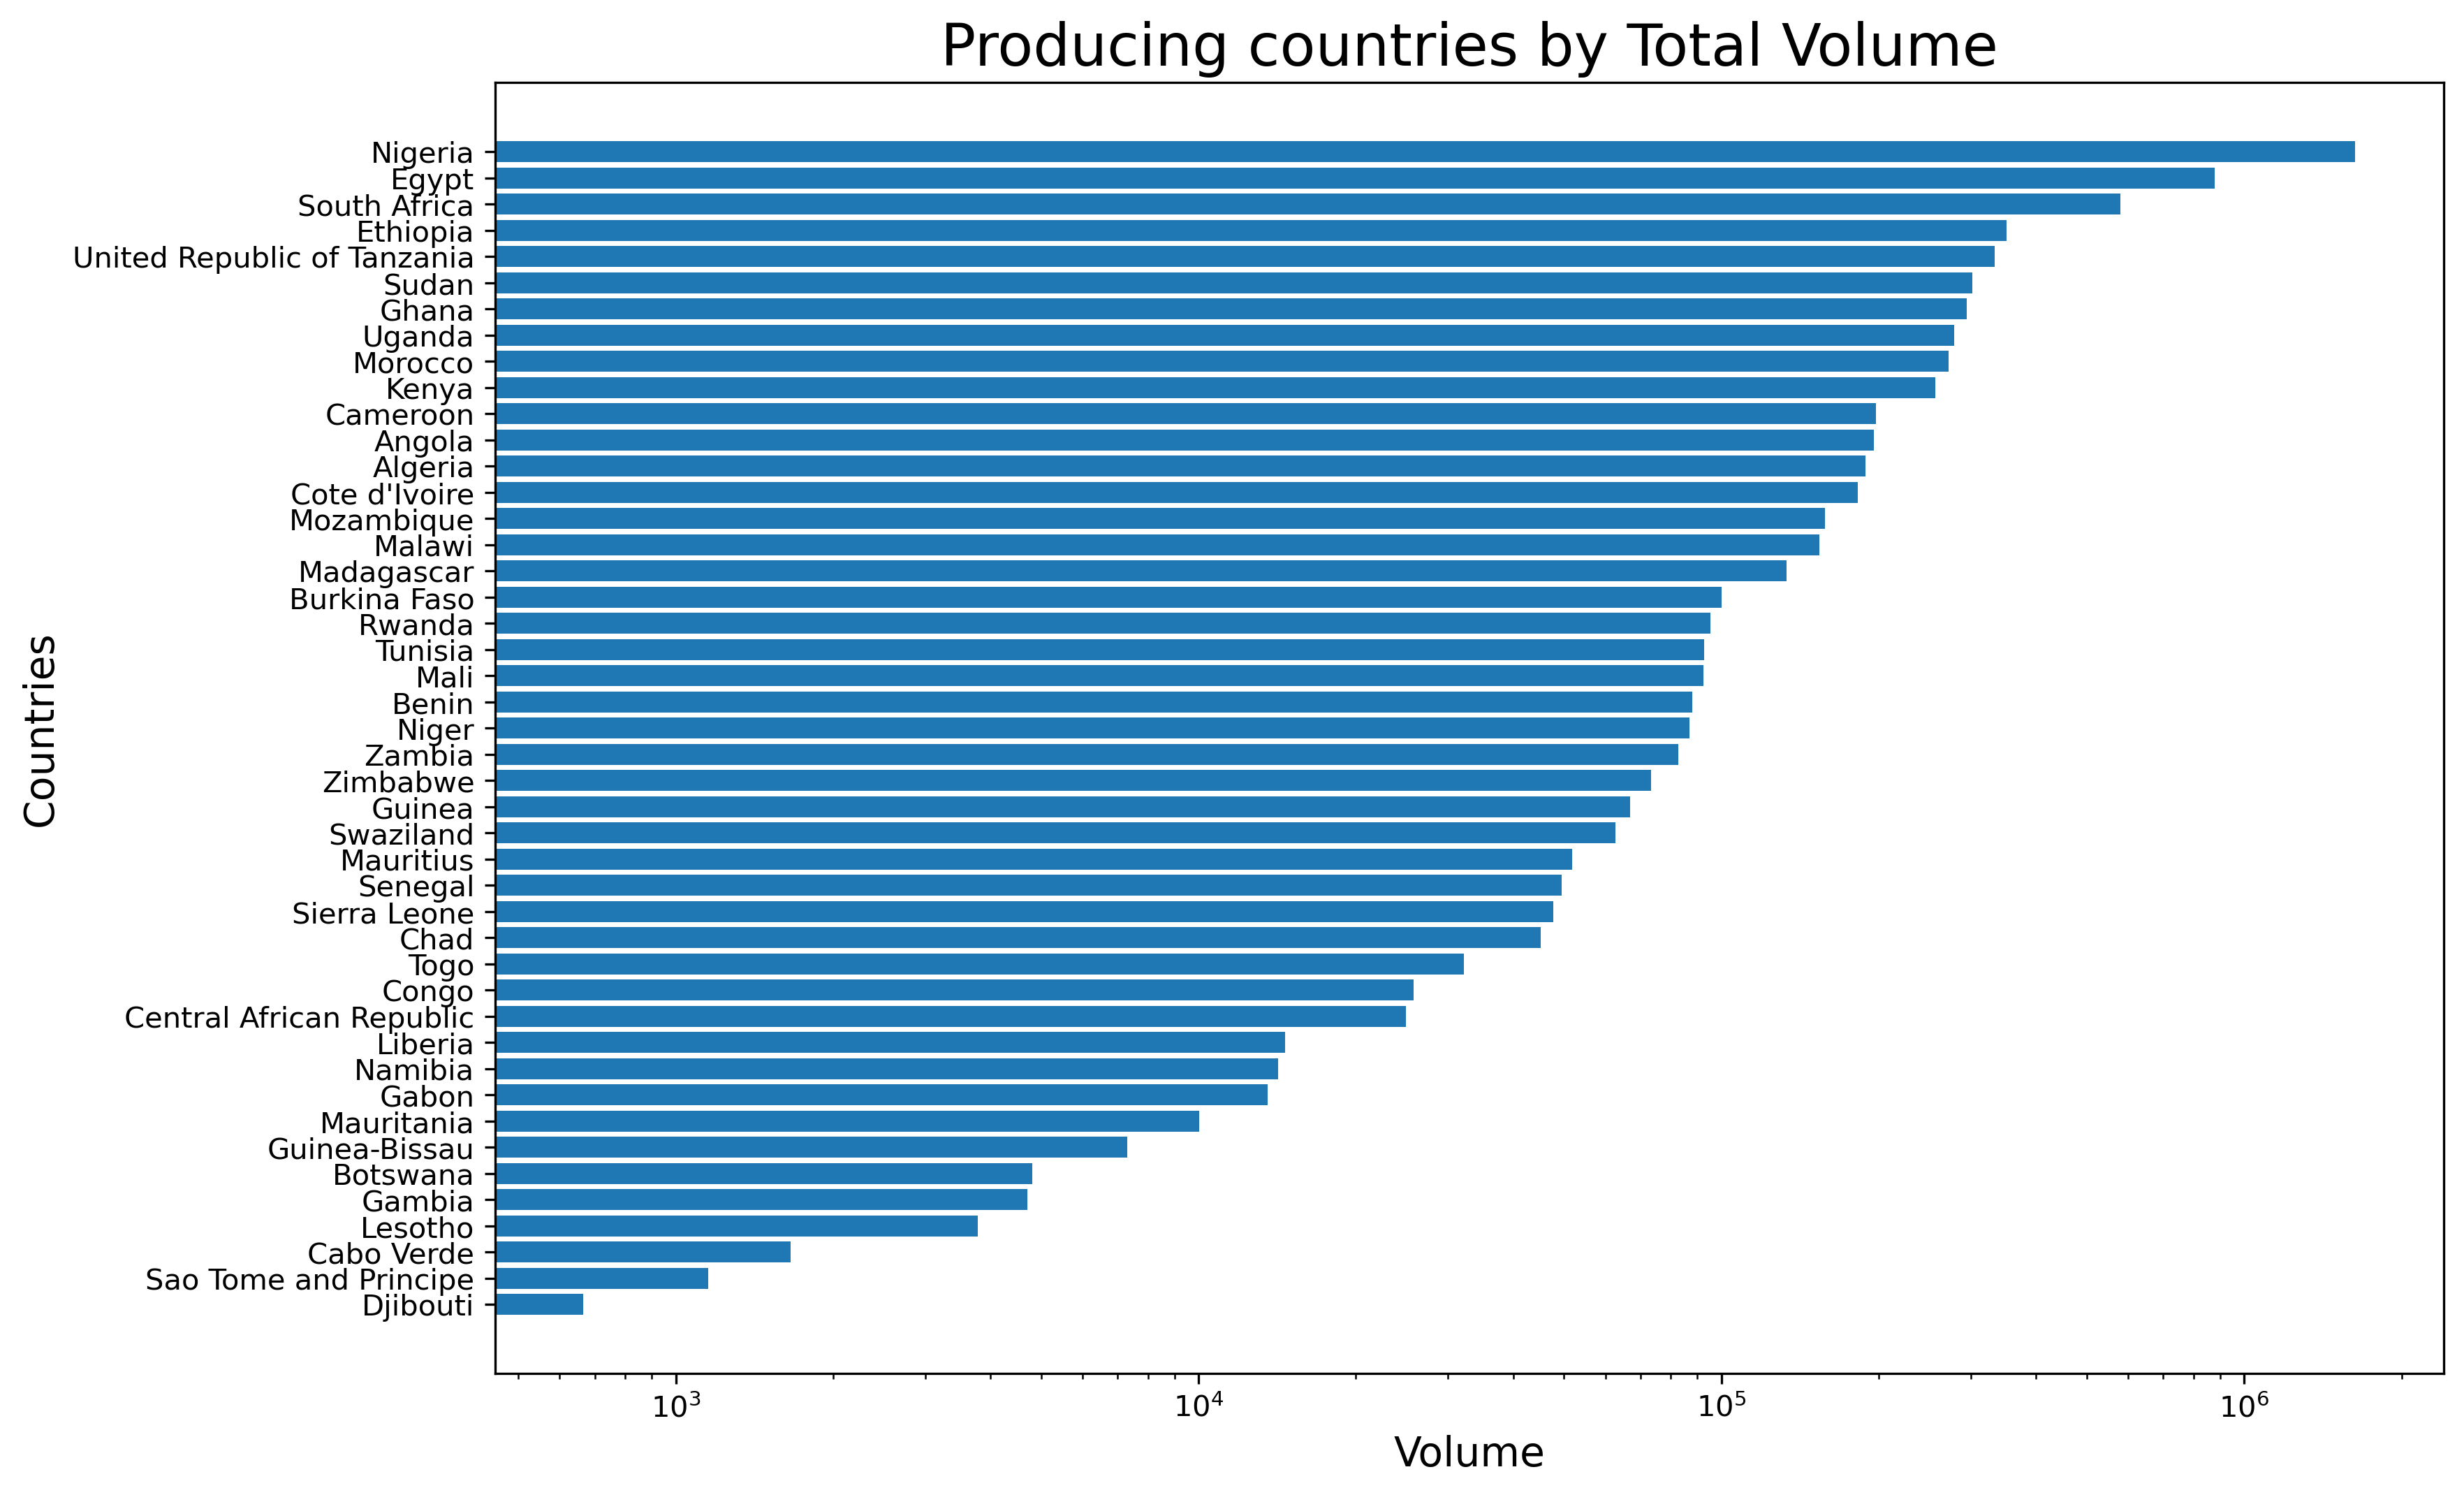 Producing countries by Total Volume
Countries
Nigeria
Egypt
South Africa
Ethiopia
United Republic of Tanzania
Sudan
Ghana
Uganda
Morocco
Kenya
Cameroon
Angola
Algeria
Cote d'Ivoire
Mozambique
Malawi
Madagascar
Burkina Faso
Rwanda
Tunisia
Mali
Benin
Niger
Zambia
Zimbabwe
Guinea
Swaziland
Mauritius
Senegal
Sierra Leone
Chad
Togo
Congo
Central African Republic
Liberia
Namibia
Gabon
Mauritania
Guinea-Bissau
Botswana
Gambia
Lesotho
Cabo Verde
Sao Tome and Principe
Djibouti
10³ 10⁴ 10⁵ 10⁶
Volume